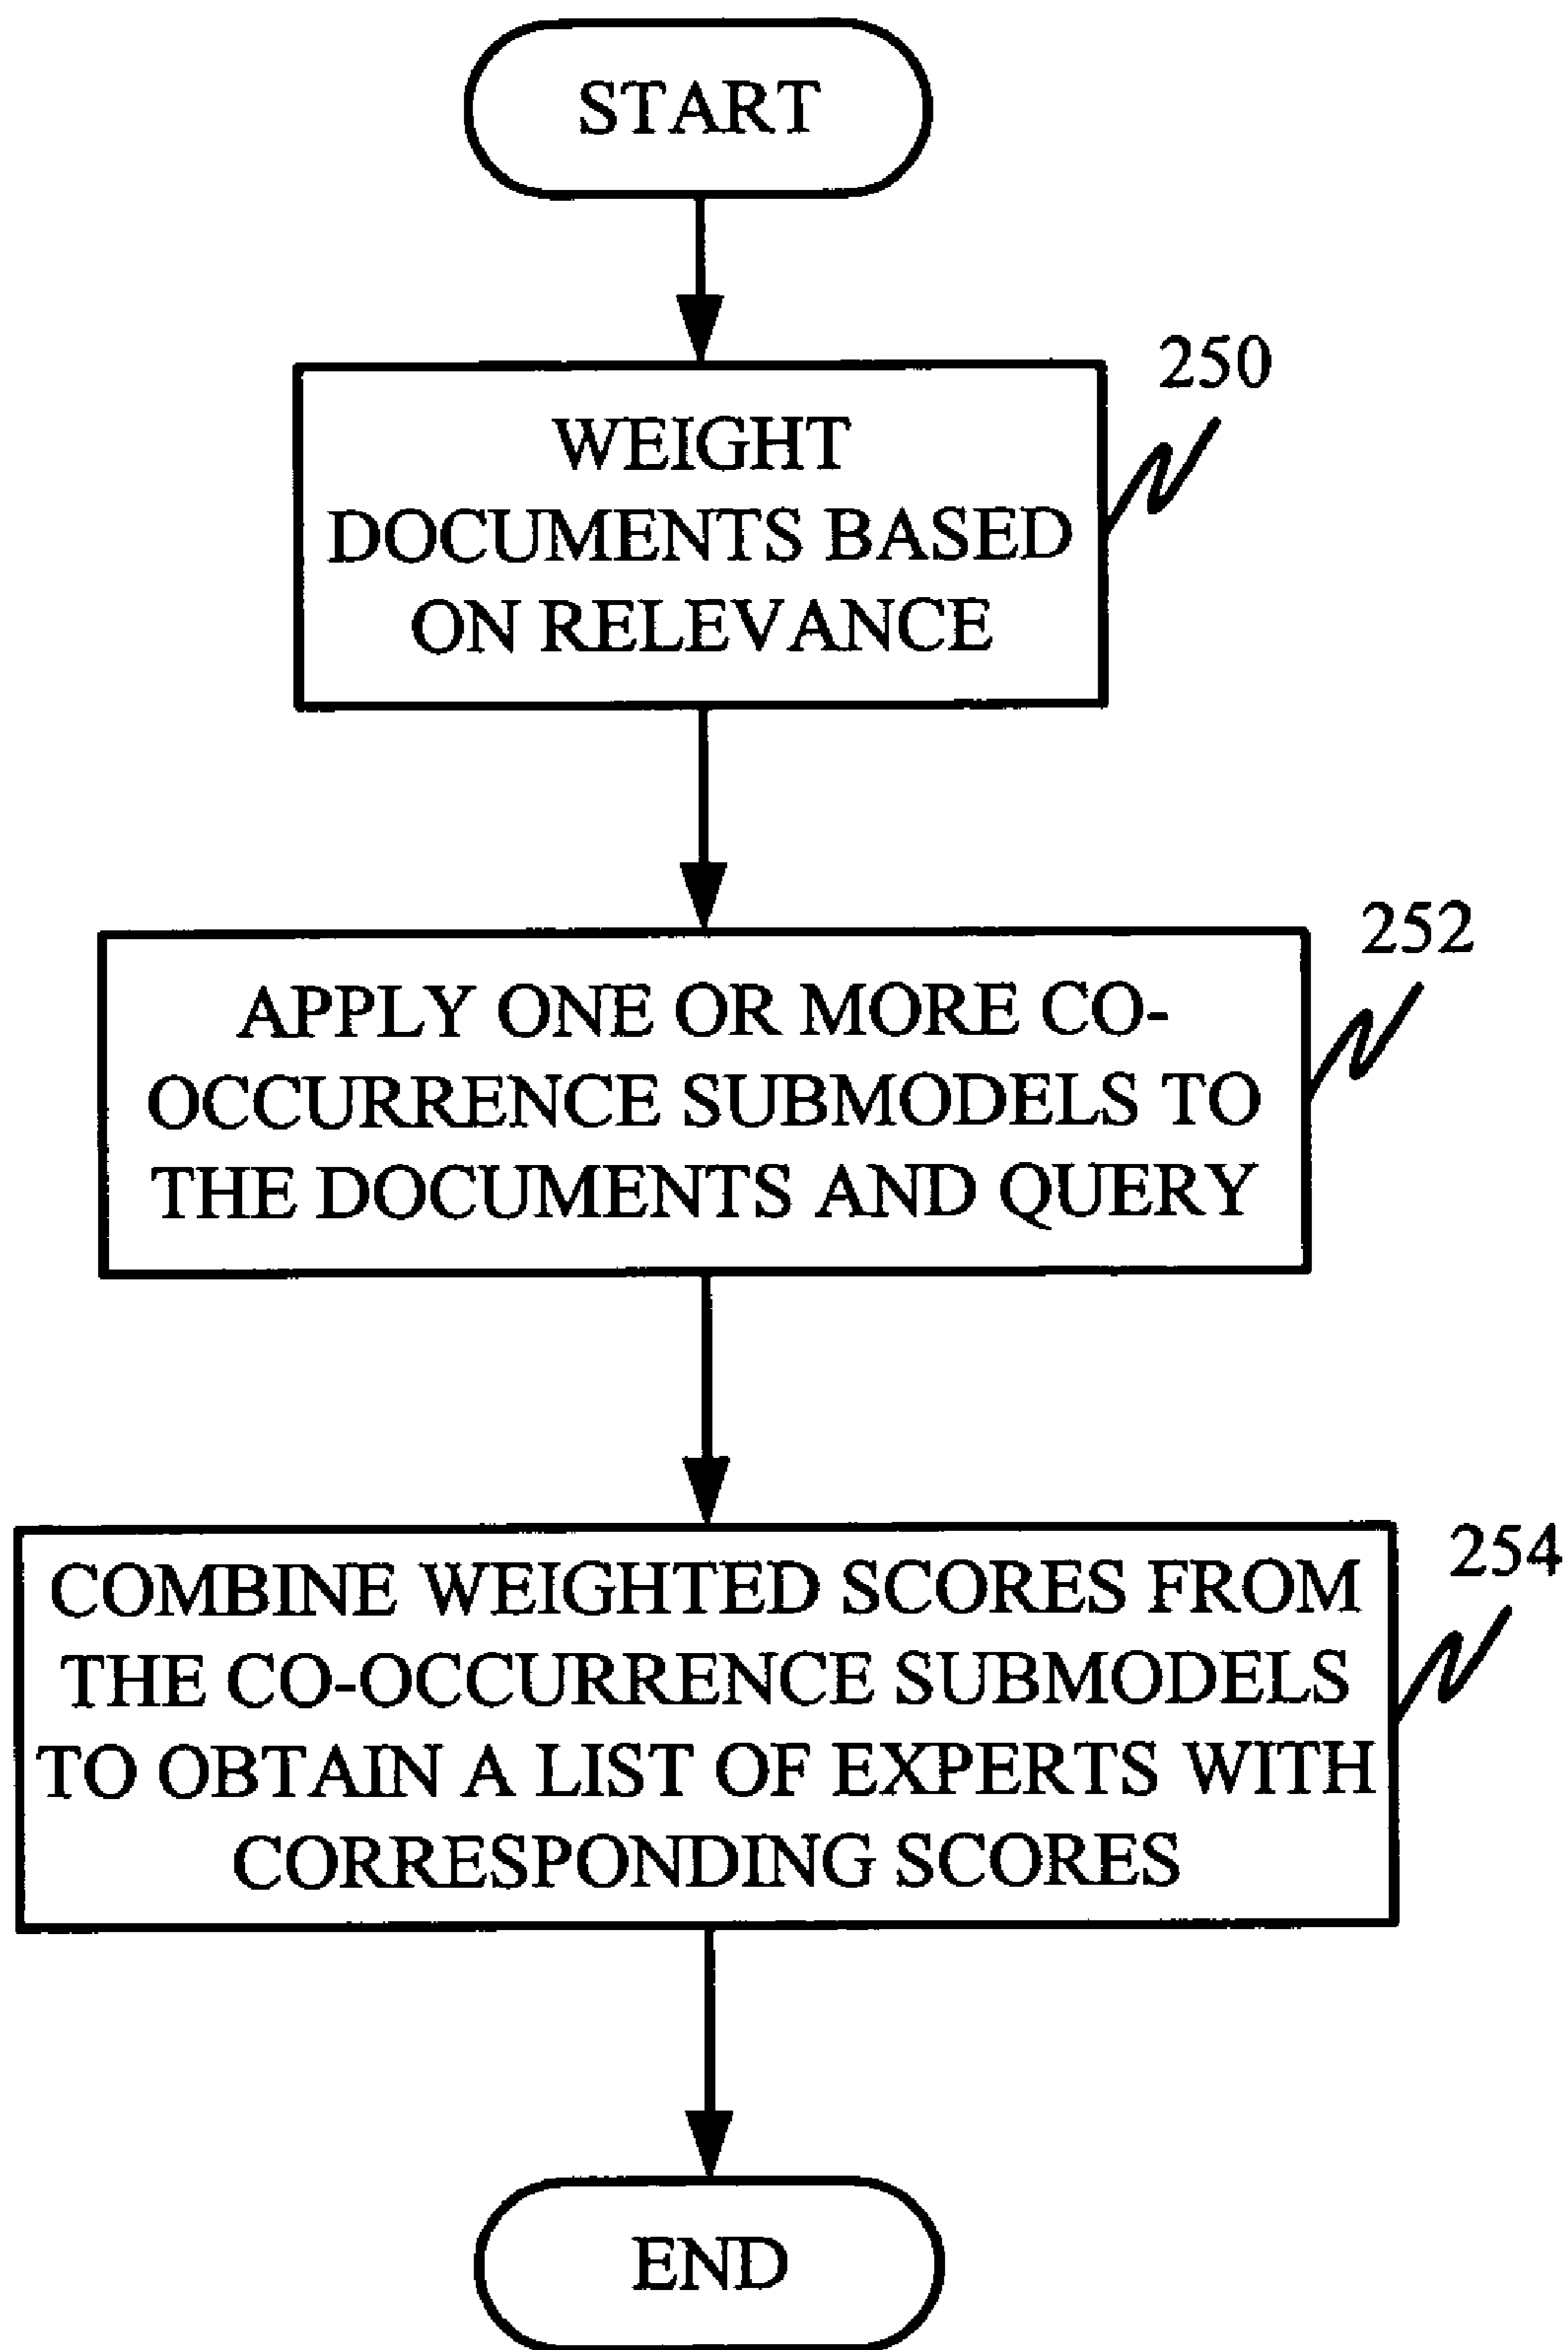 START
250
WEIGHT
DOCUMENTS BASED
ON RELEVANCE
252
APPLY ONE OR MORE CO-
OCCURRENCE SUBMODELS TO
THE DOCUMENTS AND QUERY
254
COMBINE WEIGHTED SCORES FROM
THE CO-OCCURRENCE SUBMODELS
TO OBTAIN A LIST OF EXPERTS WITH
CORRESPONDING SCORES
END